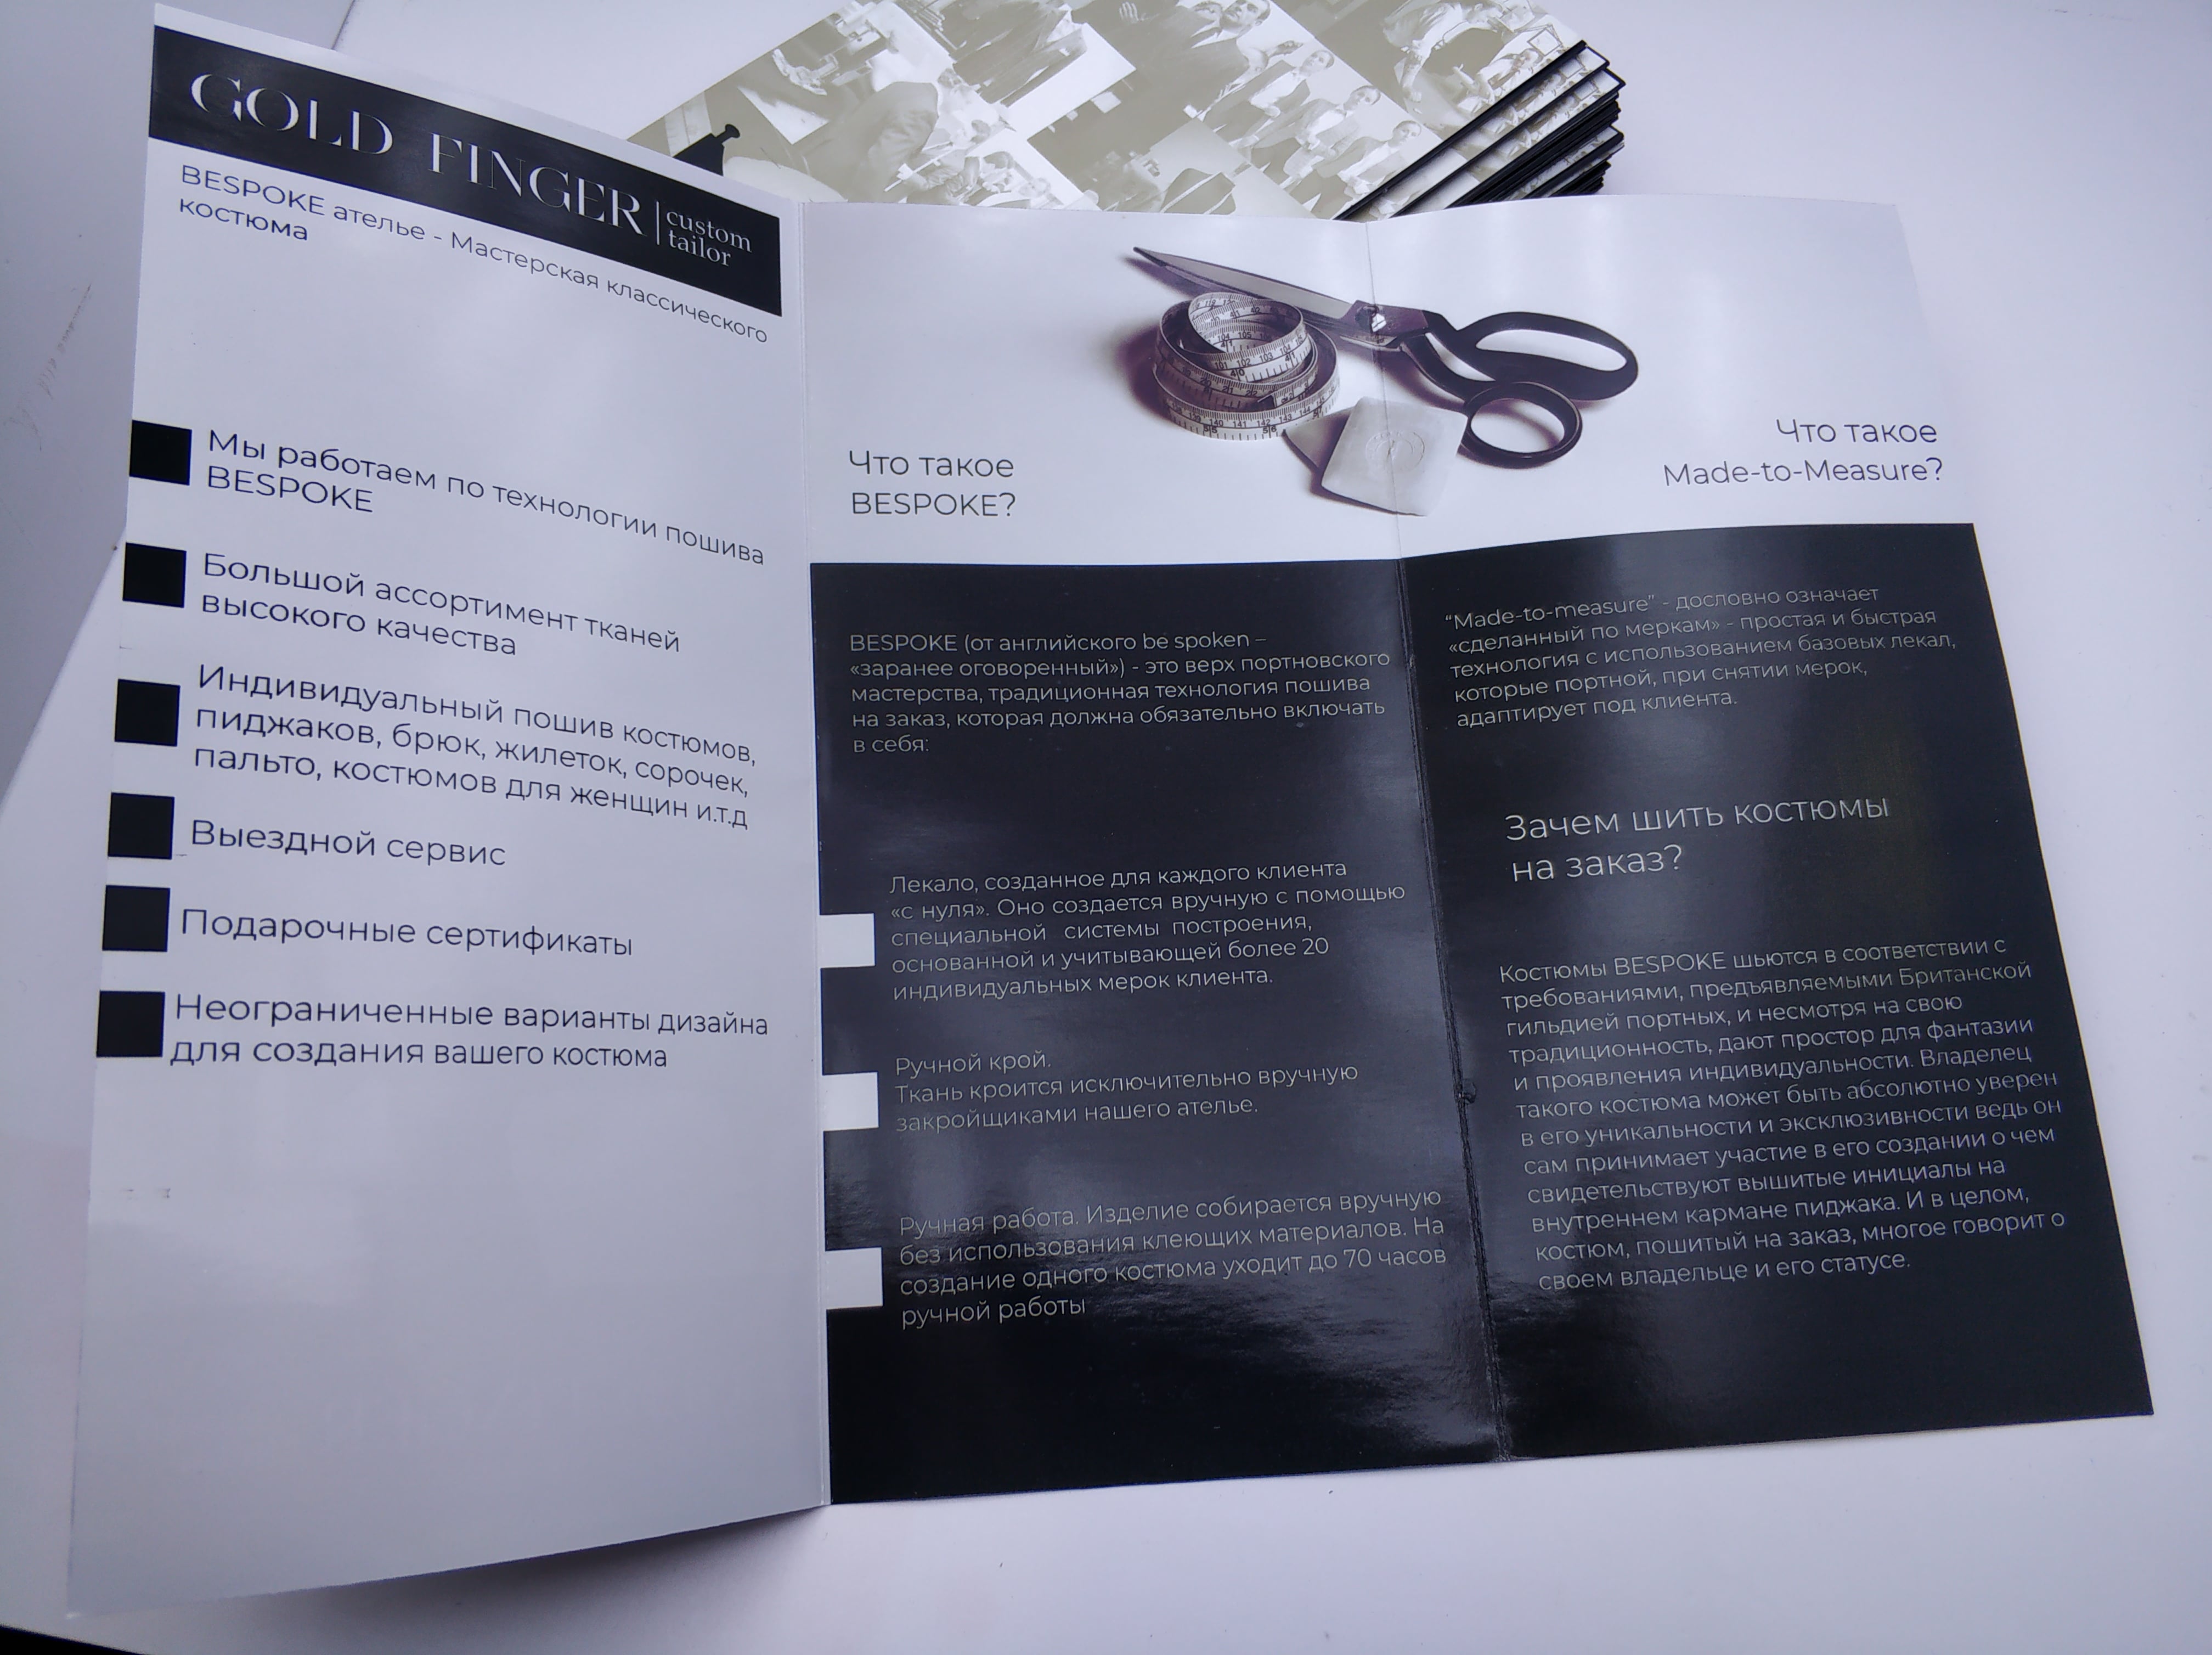 GOLD FINGER
custom
tailor
BESPOKE ателье - Мастерская классического
костюма
Мы работаем по технологии пошива
BESPOKE
Большой ассортимент тканей
высокого качества
Индивидуальный пошив костюмов,
пиджаков, брюк, жилеток, сорочек,
пальто, костюмов для женщин и.т.д
Выездной сервис
Подарочные сертификаты
Неограниченные варианты дизайна
для создания вашего костюма
Что такое
BESPOKE?
BESPOKE (от английского be spoken –
«заранее оговоренный») - это верх портновского
мастерства, традиционная технология пошива
на заказ, которая должна обязательно включать
в себя:
Лекало, созданное для каждого клиента
«с нуля». Оно создается вручную с помощью
специальной системы построения,
основанной и учитывающей более 20
индивидуальных мерок клиента.
Ручной крой.
Ткань кроится исключительно вручную
закройщиками нашего ателье.
Ручная работа. Изделие собирается вручную
без использования клеющих материалов. На
создание одного костюма уходит до 70 часов
ручной работы
Что такое
Made-to-Measure?
“Made-to-measure” - дословно означает
«сделанный по меркам» - простая и быстрая
технология с использованием базовых лекал,
которые портной, при снятии мерок,
адаптирует под клиента.
Зачем шить костюмы
на заказ?
Костюмы BESPOKE шьются в соответствии с
требованиями, предъявляемыми Британской
гильдией портных, и несмотря на свою
традиционность, дают простор для фантазии
и проявления индивидуальности. Владелец
такого костюма может быть абсолютно уверен
в его уникальности и эксклюзивности ведь он
сам принимает участие в его создании о чем
свидетельствуют вышитые инициалы на
внутреннем кармане пиджака. И в целом,
костюм, пошитый на заказ, многое говорит о
своем владельце и его статусе.